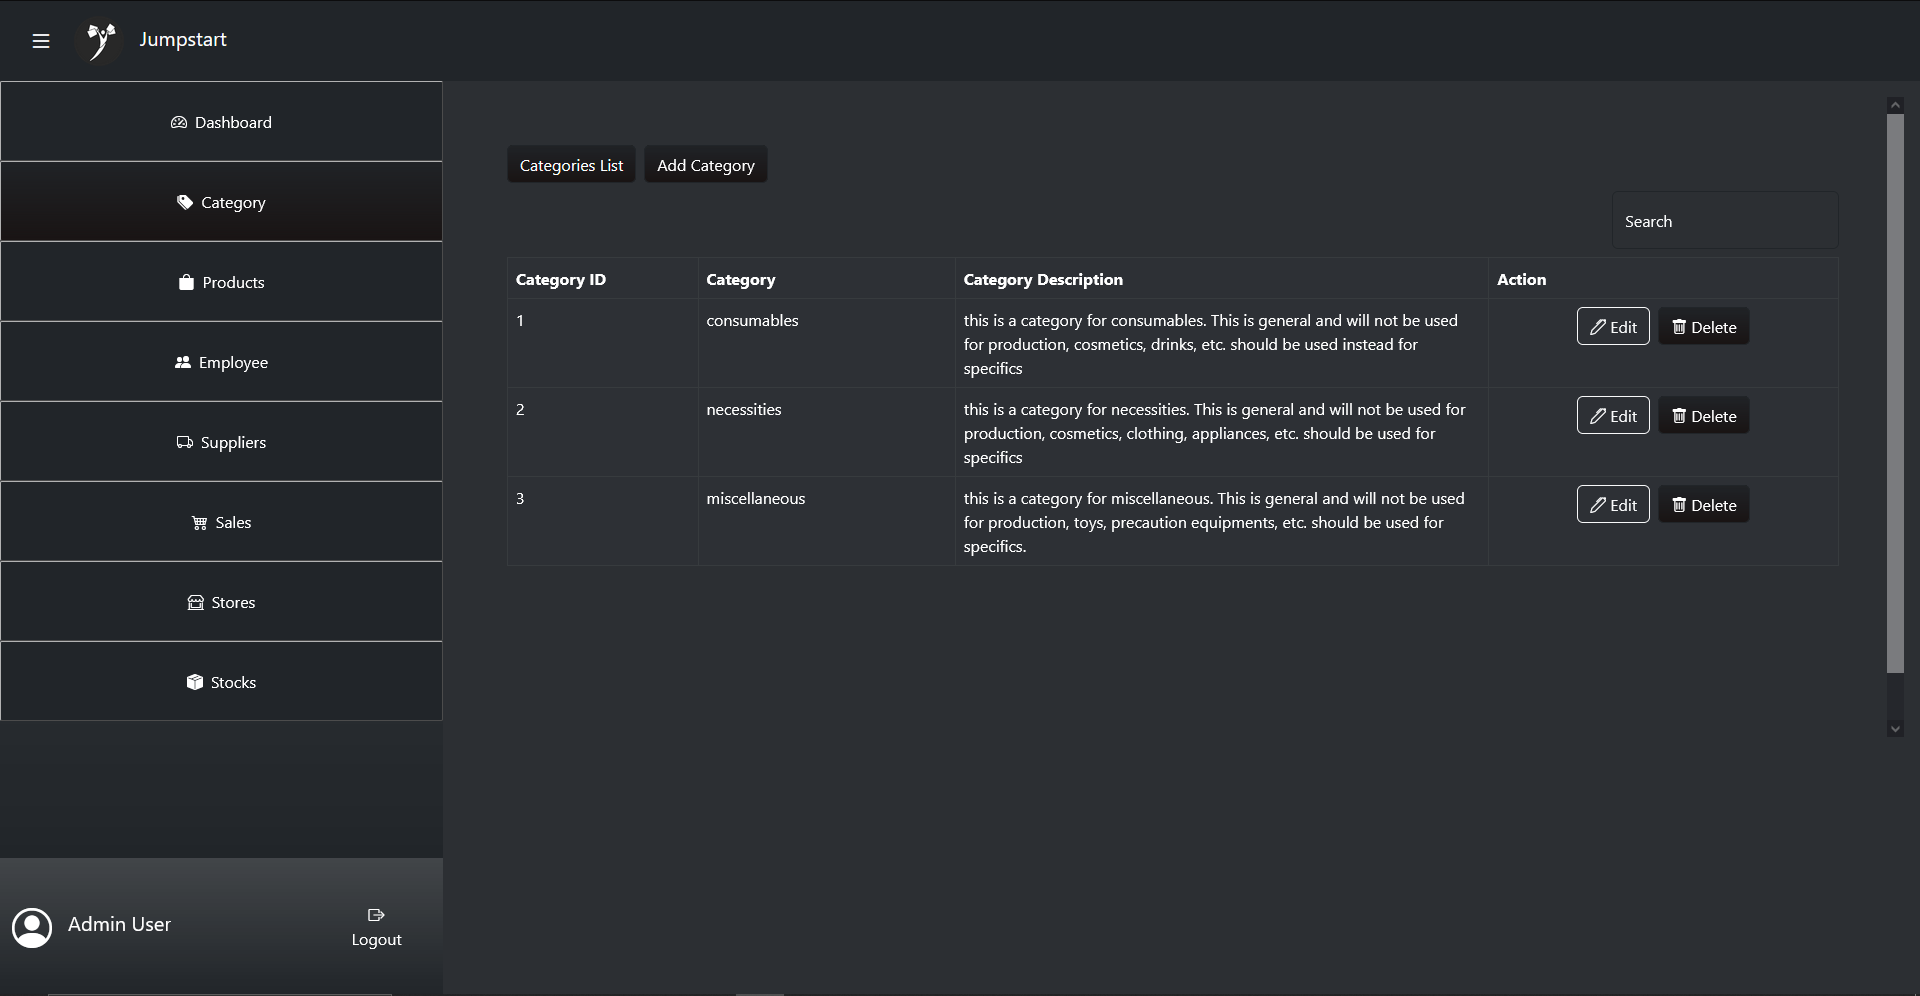 Jumpstart
Dashboard
Category
Products
Employee
Suppliers
Sales
Stores
Stocks
Admin User
Logout
Categories List
Add Category
Search
Category ID
Category
Category Description
Action
1
consumables
this is a category for consumables. This is general and will not be used
for production, cosmetics, drinks, etc. should be used instead for
specifics
Edit
Delete
2
necessities
this is a category for necessities. This is general and will not be used for
production, cosmetics, clothing, appliances, etc. should be used for
specifics
Edit
Delete
3
miscellaneous
this is a category for miscellaneous. This is general and will not be used
for production, toys, precaution equipments, etc. should be used for
specifics.
Edit
Delete